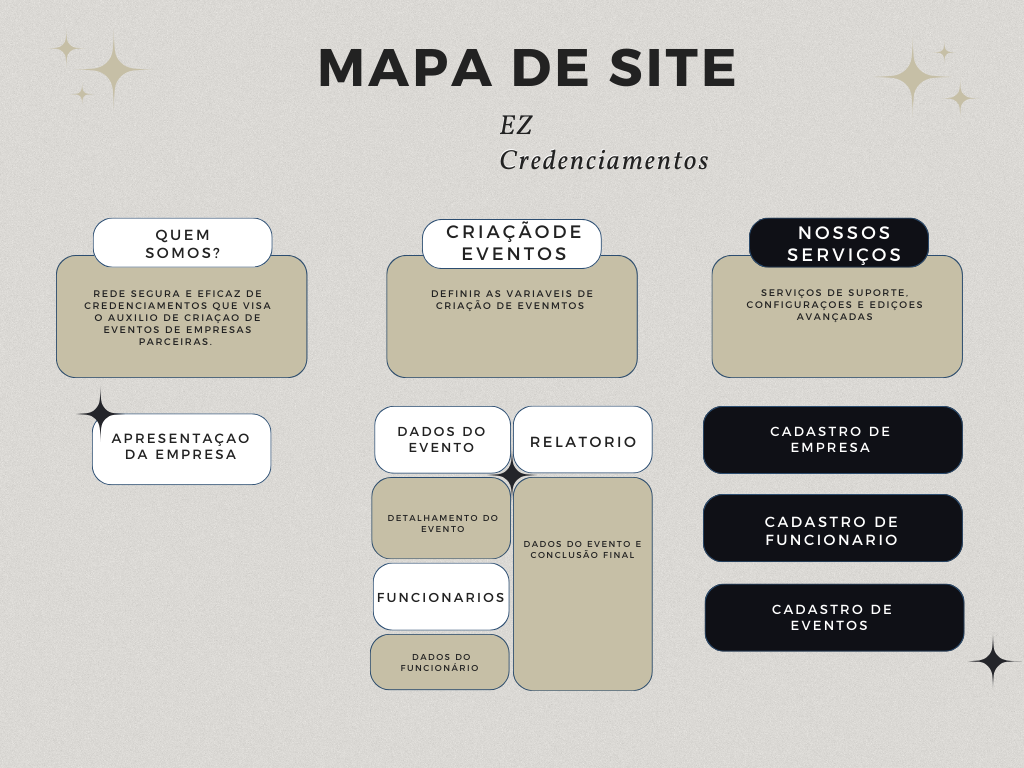 MAPA DE SITE
EZ
Credenciamentos
QUEM
SOMOS?
REDE SEGURA E EFICAZ DE
CREDENCIAMENTOS QUE VISA
O AUXILIO DE CRIAÇAO DE
EVENTOS DE EMPRESAS
PARCEIRAS.
APRESENTAÇAO
DA EMPRESA
CRIAÇÃODE
EVENTOS
DEFINIR AS VARIAVEIS DE
CRIAÇÃO DE EVENMTOS
DADOS DO
EVENTO
DETALHAMENTO DO
EVENTO
FUNCIONARIOS
DADOS DO
FUNCIONÁRIO
RELATORIO
DADOS DO EVENTO E
CONCLUSÃO FINAL
NOSSOS
SERVIÇOS
SERVIÇOS DE SUPORTE,
CONFIGURAÇOES E EDIÇOES
AVANÇADAS
CADASTRO DE
EMPRESA
CADASTRO DE
FUNCIONARIO
CADASTRO DE
EVENTOS